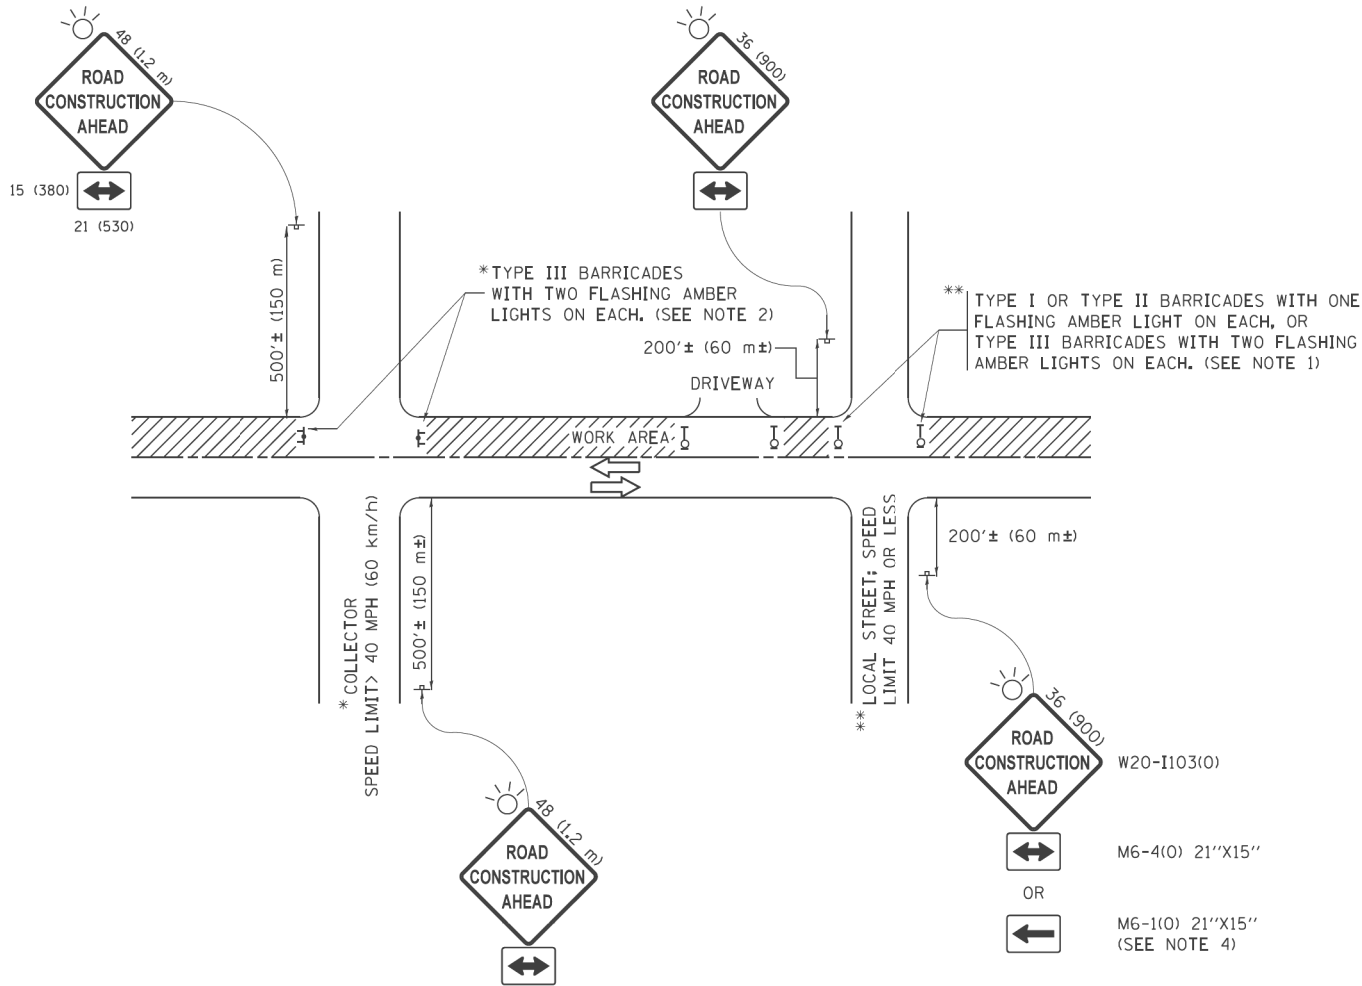 48 (1.2 m)
ROAD
CONSTRUCTION
AHEAD
15 (380)
21 (530)
36 (900)
ROAD
CONSTRUCTION
AHEAD
500'± (150 m)
*TYPE III BARRICADES
WITH TWO FLASHING AMBER
LIGHTS ON EACH. (SEE NOTE 2)
200'± (60 m±)
DRIVEWAY
** TYPE I OR TYPE II BARRICADES WITH ONE
FLASHING AMBER LIGHT ON EACH, OR
TYPE III BARRICADES WITH TWO FLASHING
AMBER LIGHTS ON EACH. (SEE NOTE 1)
WORK AREA
*COLLECTOR
SPEED LIMIT> 40 MPH (60 km/h)
500'± (150 m±)
**LOCAL STREET; SPEED
LIMIT 40 MPH OR LESS
200'± (60 m±)
48 (1.2 m)
ROAD
CONSTRUCTION
AHEAD
36 (900)
ROAD
CONSTRUCTION
AHEAD
W20-I103(0)
M6-4(0) 21''X15''
OR
M6-1(0) 21''X15''
(SEE NOTE 4)